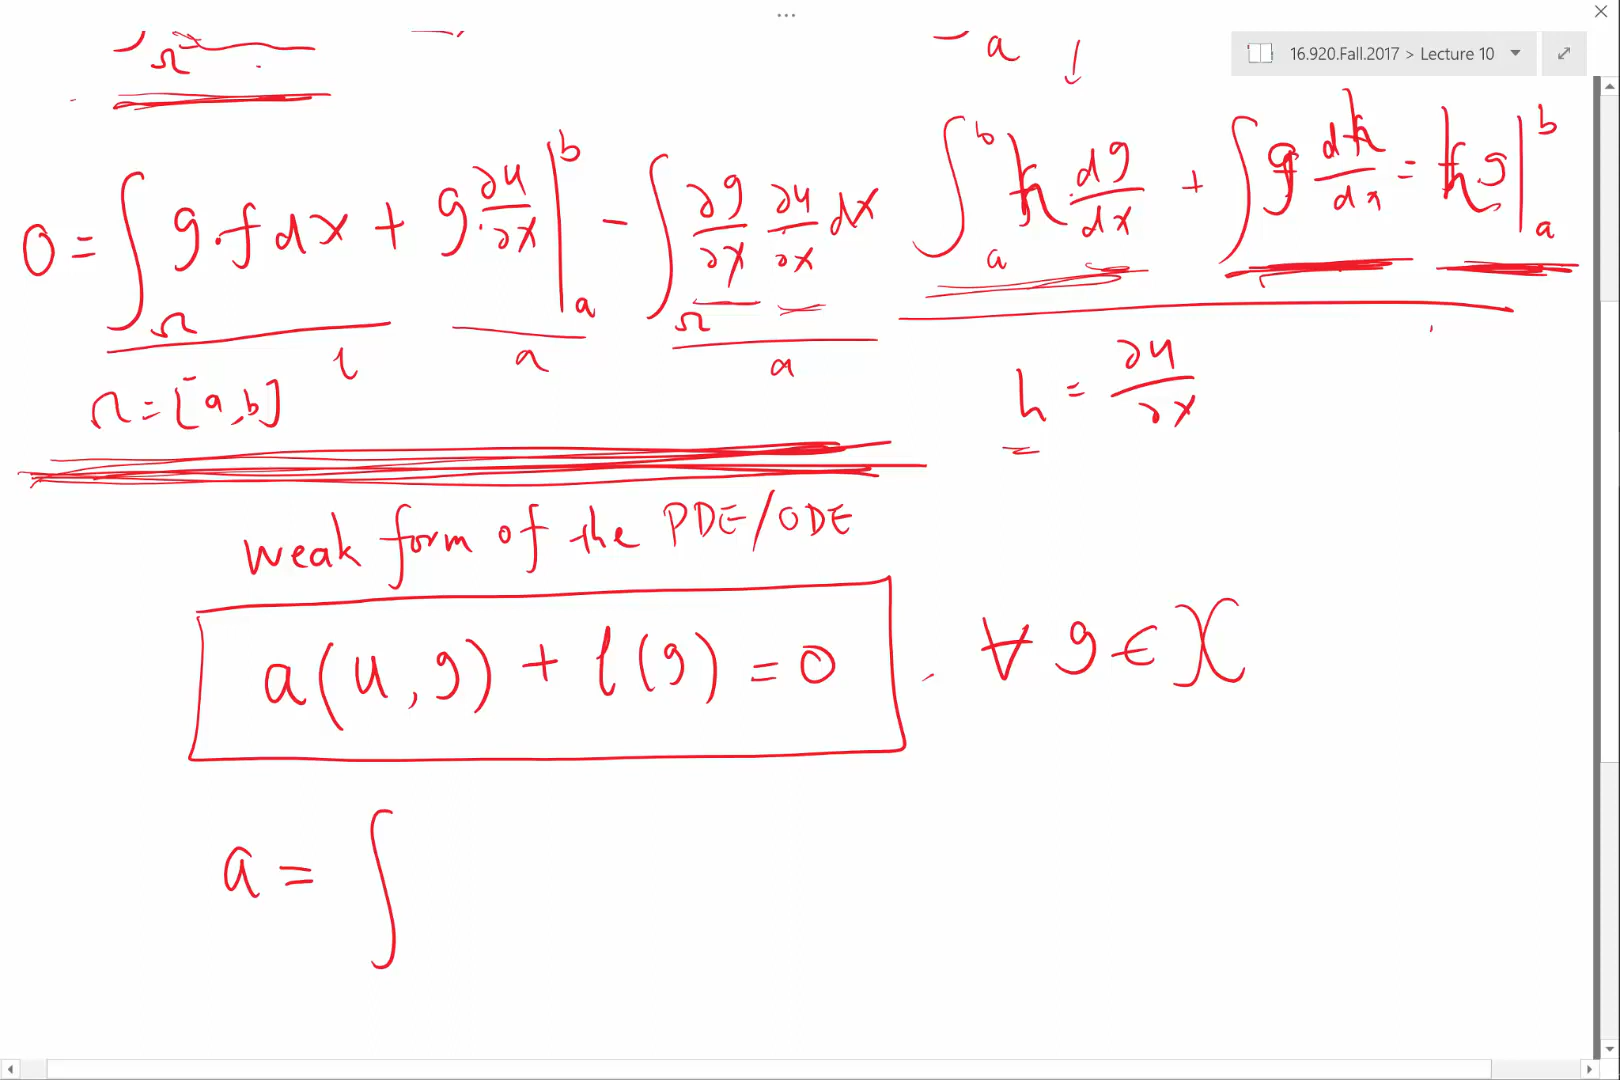 16.920.Fall.2017 > Lecture 10
Ω
a
0 = ∫_Ω g·f dx + g ∂u/∂x |_a^b - ∫_Ω ∂g/∂x ∂u/∂x dx
∫_a^b h dg/dx + ∫ g dh/dx = h g |_a^b
l a a
Ω = [a,b]
h = ∂u/∂x
weak form of the PDE/ODE
a(u,g) + l(g) = 0 . ∀ g ∈ X
a = ∫